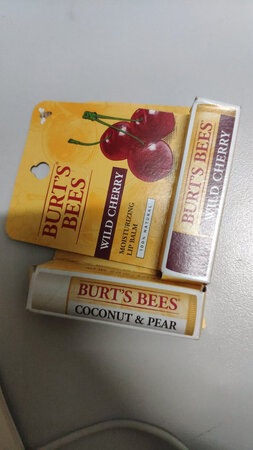 BURT'S
BEES®
WILD CHERRY
MOISTURIZING
LIP BALM
100% NATURAL
BURT'S BEES®
WILD CHERRY
BURT'S BEES®
COCONUT & PEAR